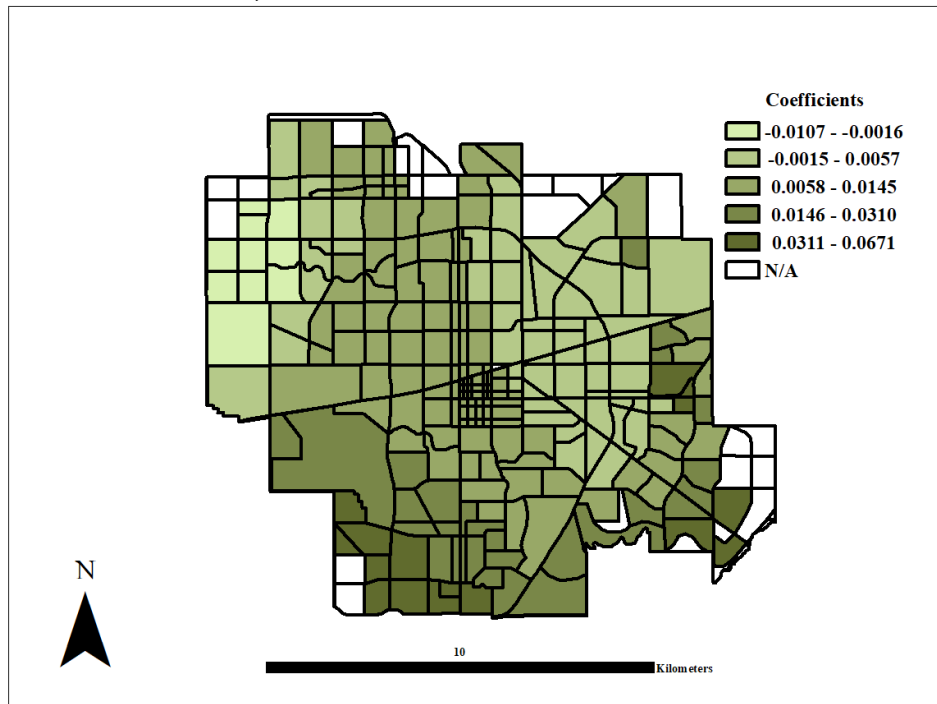 Coefficients
-0.0107 - -0.0016
-0.0015 - 0.0057
0.0058 - 0.0145
0.0146 - 0.0310
0.0311 - 0.0671
N/A
N
10
Kilometers